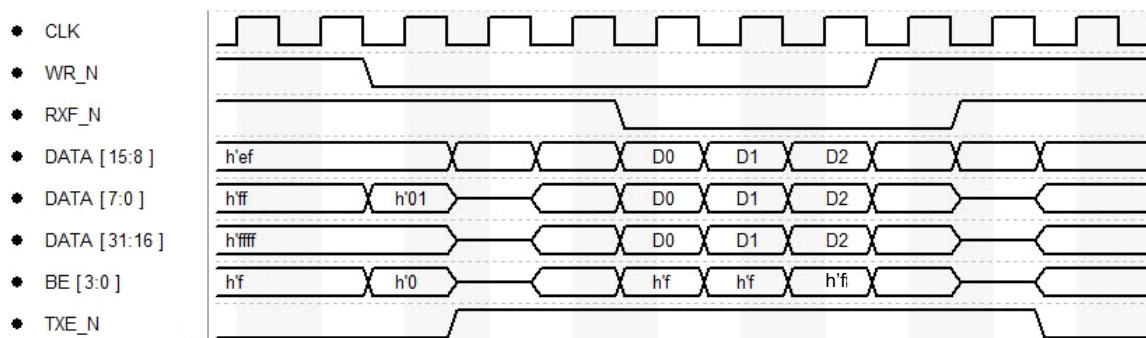 CLK
WR_N
RXF_N
DATA [ 15:8 ] h'ef D0 D1 D2
DATA [7:0 ] h'ff h'01 D0 D1 D2
DATA [ 31:16 ] h'ffff D0 D1 D2
BE [ 3:0 ] h'f h'0 h'f h'f h'f
TXE_N